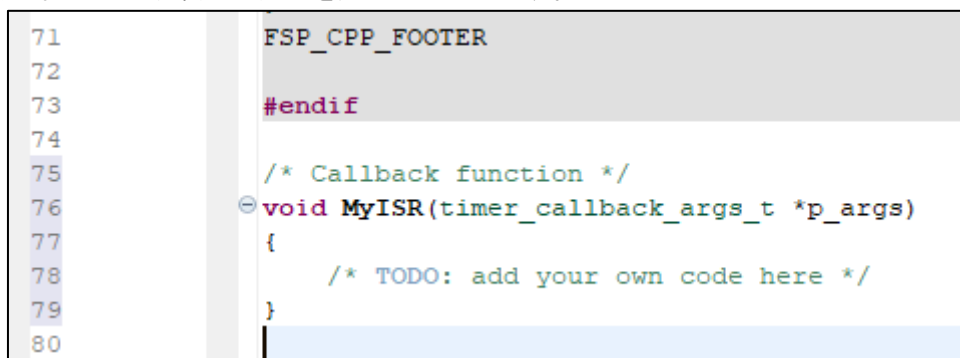 71 FSP_CPP_FOOTER
72
73 #endif
74
75 /* Callback function */
76 void MyISR(timer_callback_args_t *p_args)
77 {
78 /* TODO: add your own code here */
79 }
80